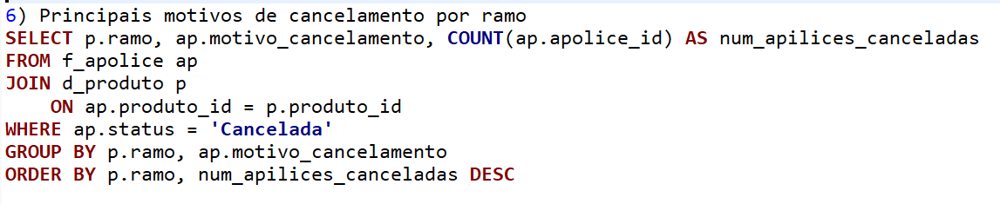 6) Principais motivos de cancelamento por ramo
SELECT p.ramo, ap.motivo_cancelamento, COUNT(ap.apolice_id) AS num_apilices_canceladas
FROM f_apolice ap
JOIN d_produto p
    ON ap.produto_id = p.produto_id
WHERE ap.status = 'Cancelada'
GROUP BY p.ramo, ap.motivo_cancelamento
ORDER BY p.ramo, num_apilices_canceladas DESC